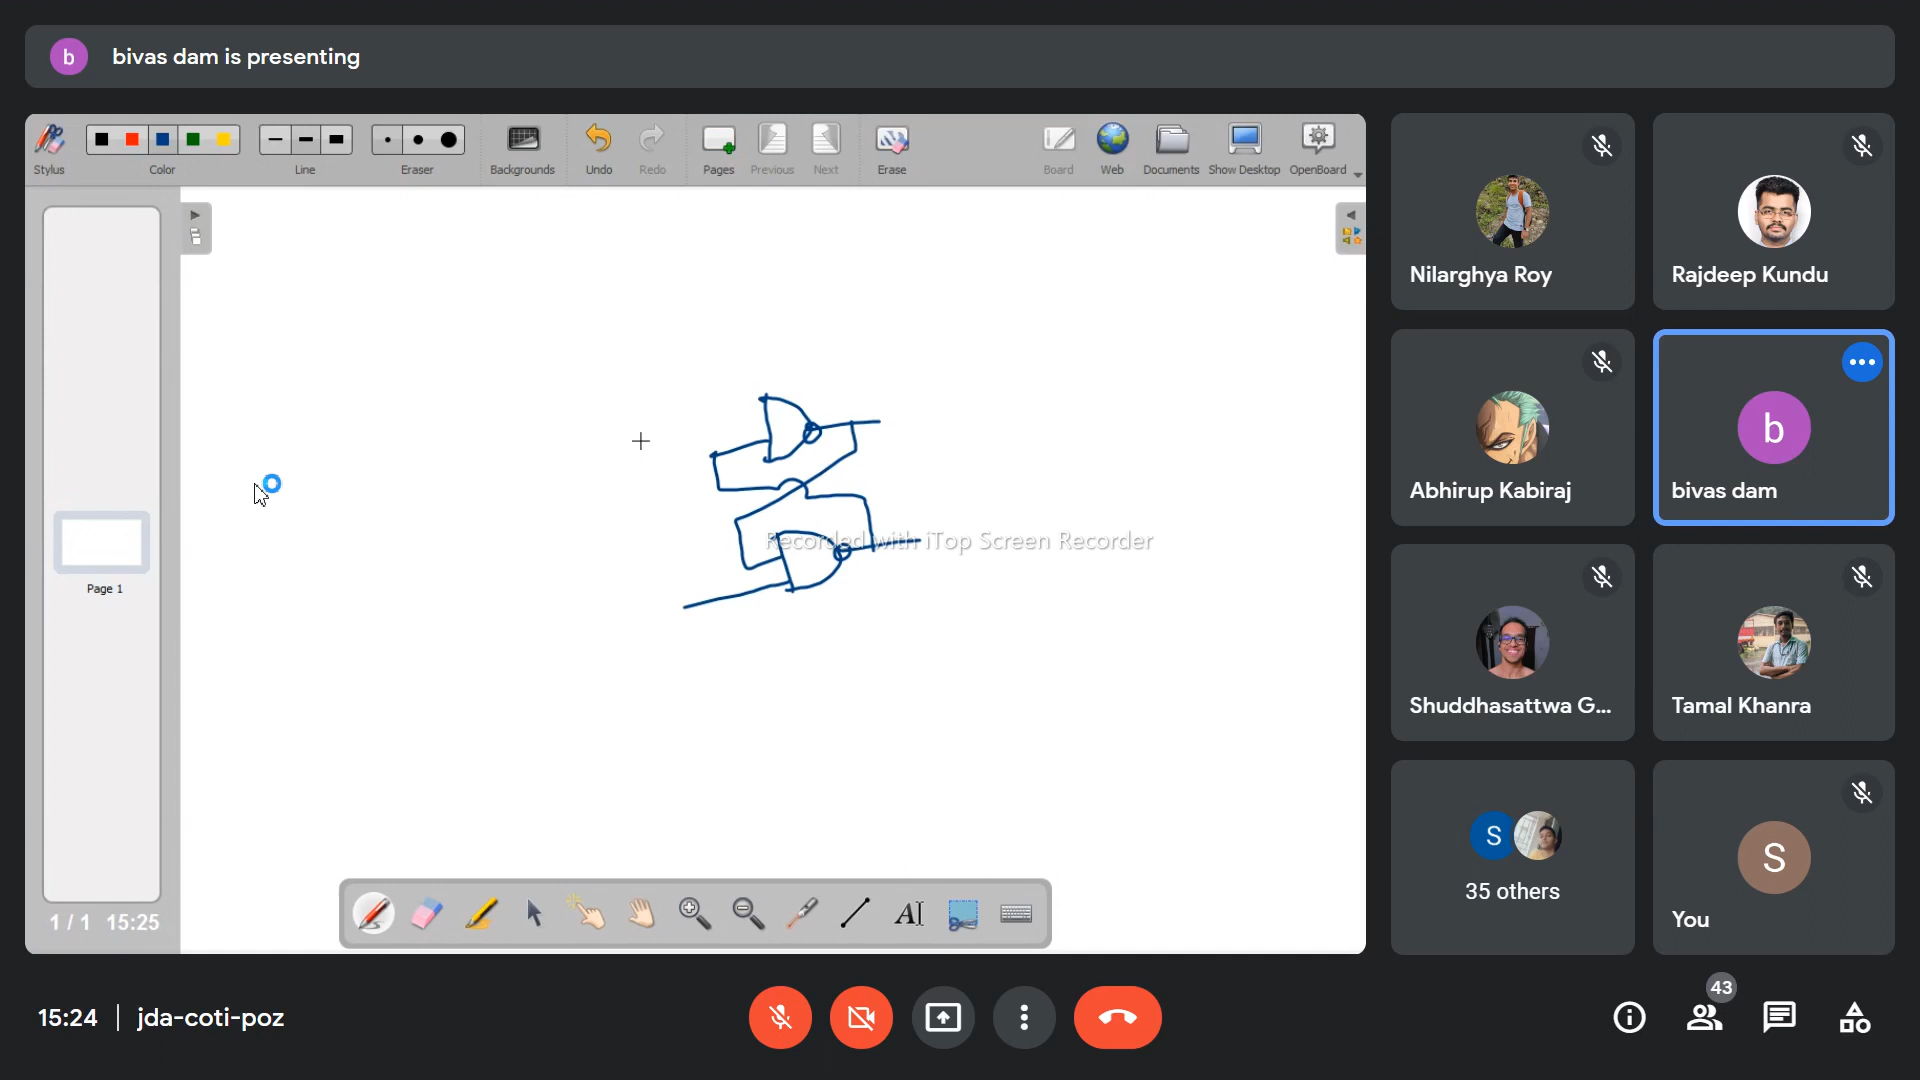 b bivas dam is presenting
Stylus Color Line Eraser Backgrounds Undo Redo Pages Previous Next Erase Board Web Documents Show Desktop OpenBoard
Page 1
1 / 1 15:25
Recorded with iTop Screen Recorder
AI
Nilarghya Roy
Rajdeep Kundu
Abhirup Kabiraj
b
bivas dam
Shuddhasattwa G...
Tamal Khanra
S
35 others
S
You
15:24 | jda-coti-poz
43